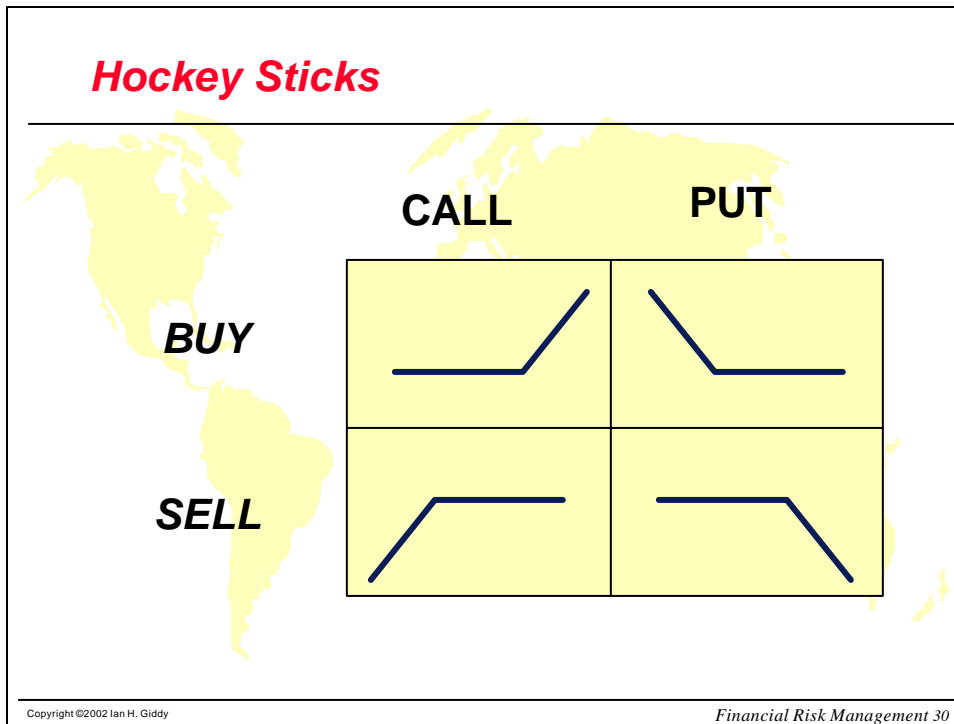 Hockey Sticks
CALL PUT
BUY
SELL
Copyright ©2002 Ian H. Giddy Financial Risk Management 30